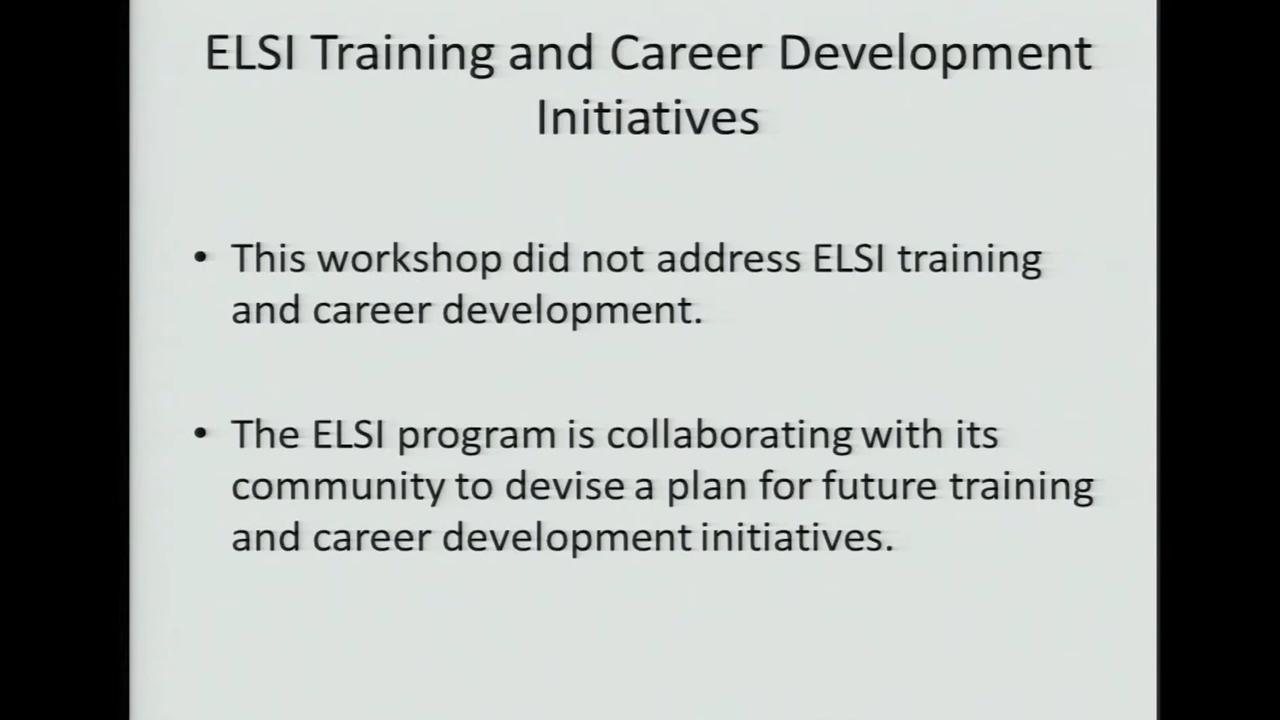 ELSI Training and Career Development
Initiatives
• This workshop did not address ELSI training
and career development.
• The ELSI program is collaborating with its
community to devise a plan for future training
and career development initiatives.